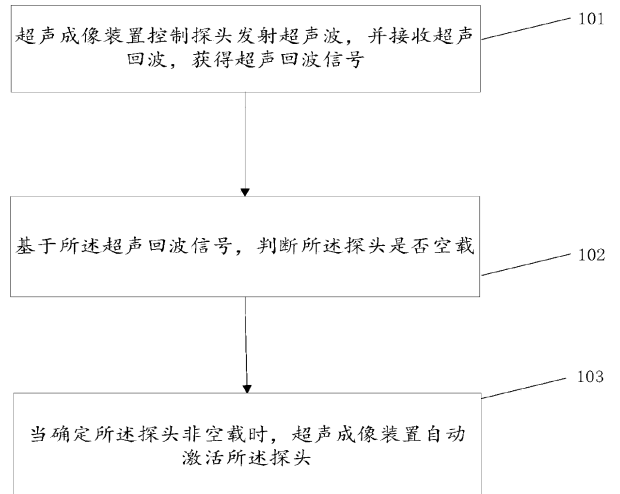 超声成像装置控制探头发射超声波，并接收超声
回波，获得超声回波信号
101
基于所述超声回波信号，判断所述探头是否空载
102
103
当确定所述探头非空载时，超声成像装置自动
激活所述探头